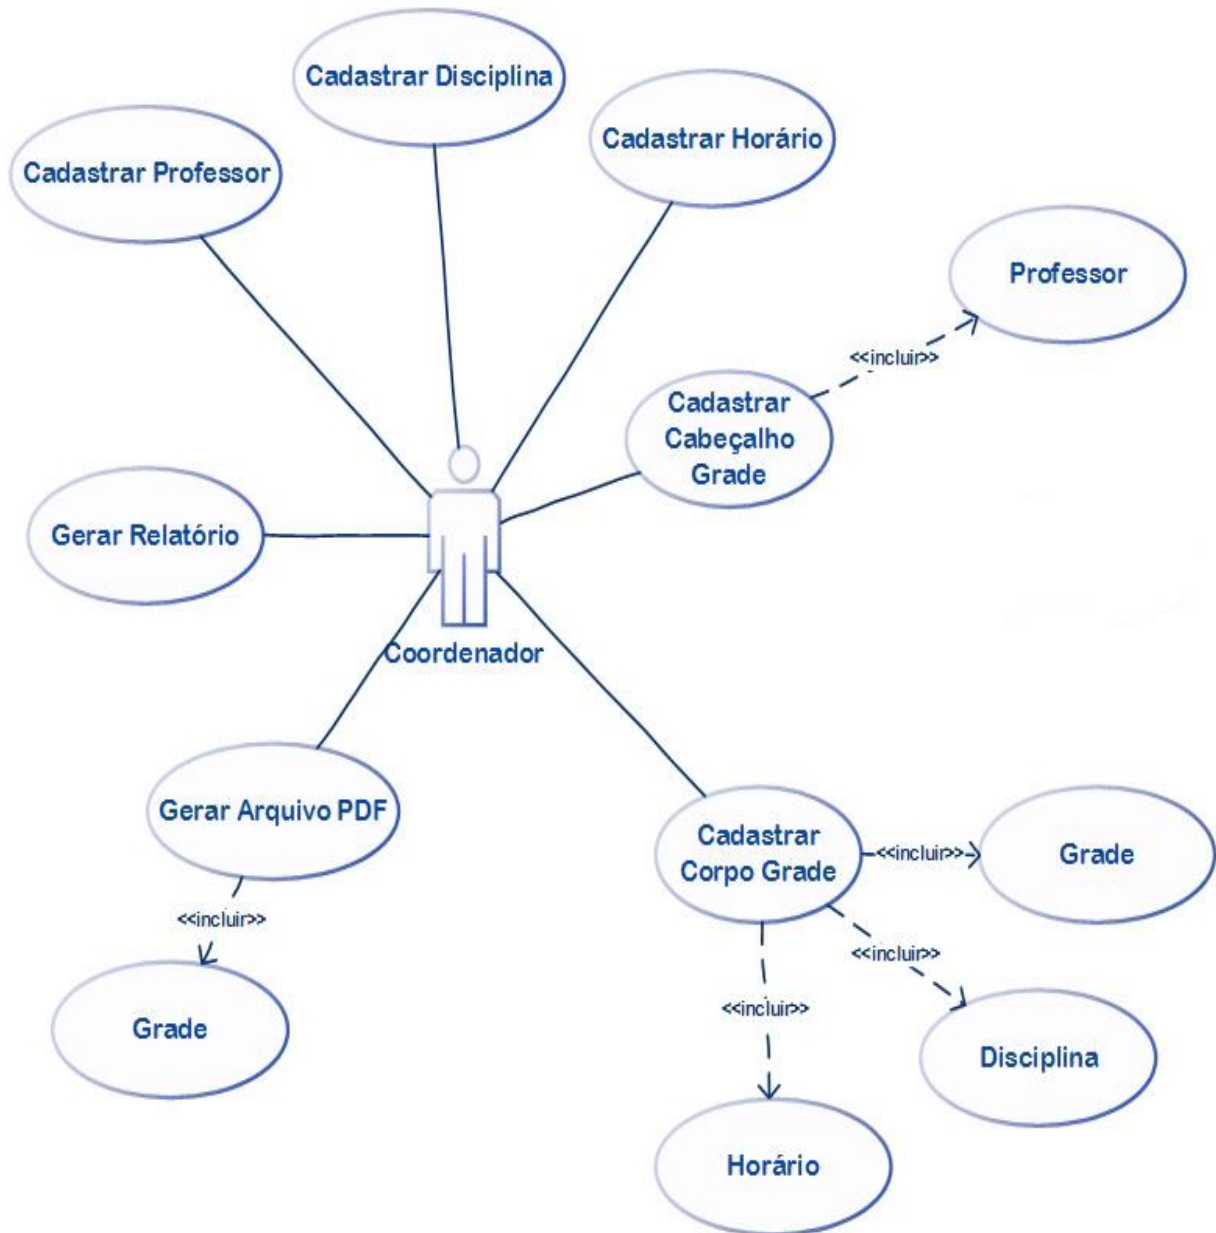 Cadastrar Disciplina
Cadastrar Horário
Cadastrar Professor
Professor
<<incluir>>
Cadastrar
Cabeçalho
Grade
Gerar Relatório
Coordenador
Gerar Arquivo PDF
Cadastrar
Corpo Grade
<<incluir>>
Grade
<<incluir>>
<<incluir>>
<<incluir>>
Grade
Disciplina
Horário